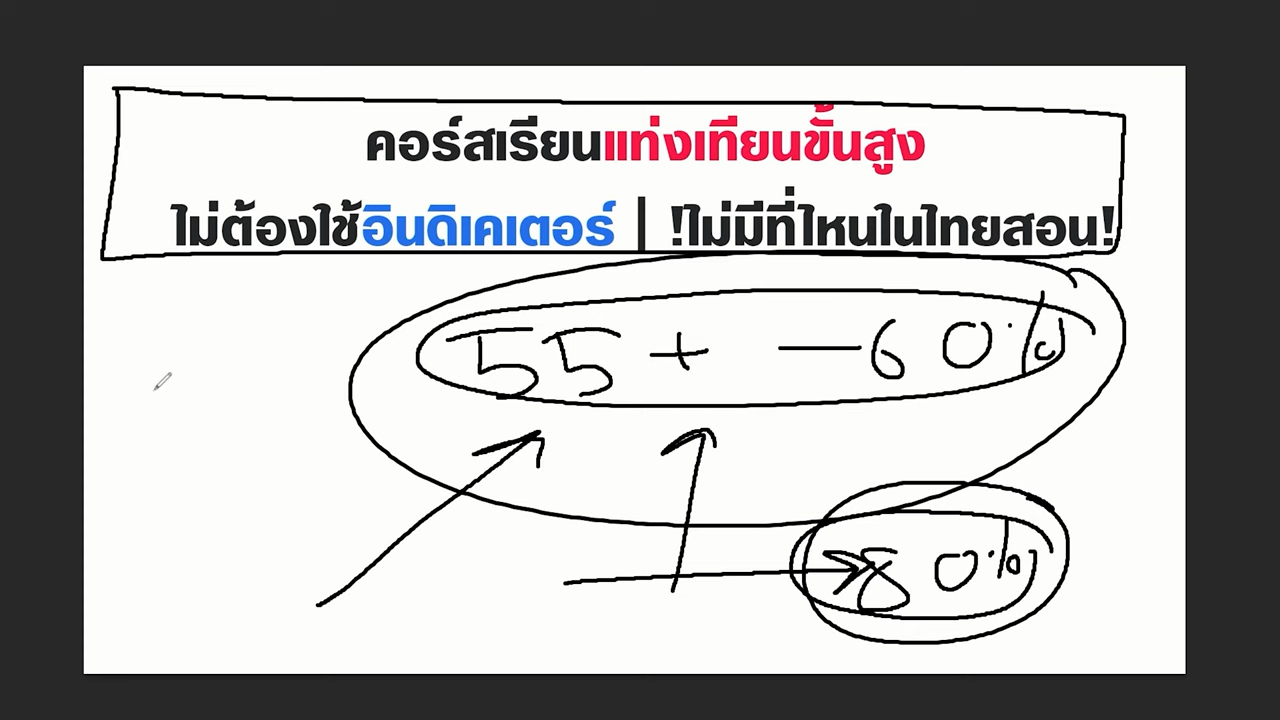 คอร์สเรียนแท่งเทียนขั้นสูง
ไม่ต้องใช้อินดิเคเตอร์ | !ไม่มีที่ไหนในไทยสอน!
55+ - 60%
80%